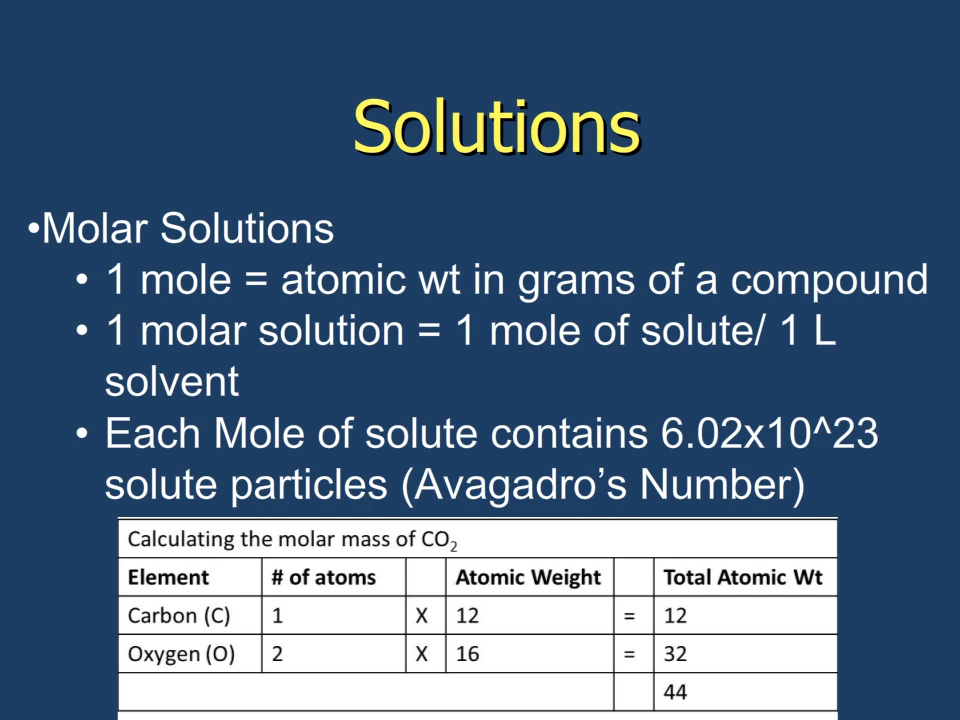 Solutions
•Molar Solutions
• 1 mole = atomic wt in grams of a compound
• 1 molar solution = 1 mole of solute/ 1 L
solvent
• Each Mole of solute contains 6.02x10^23
solute particles (Avagadro’s Number)
Calculating the molar mass of CO₂
Element # of atoms Atomic Weight Total Atomic Wt
Carbon (C) 1 X 12 = 12
Oxygen (O) 2 X 16 = 32
44